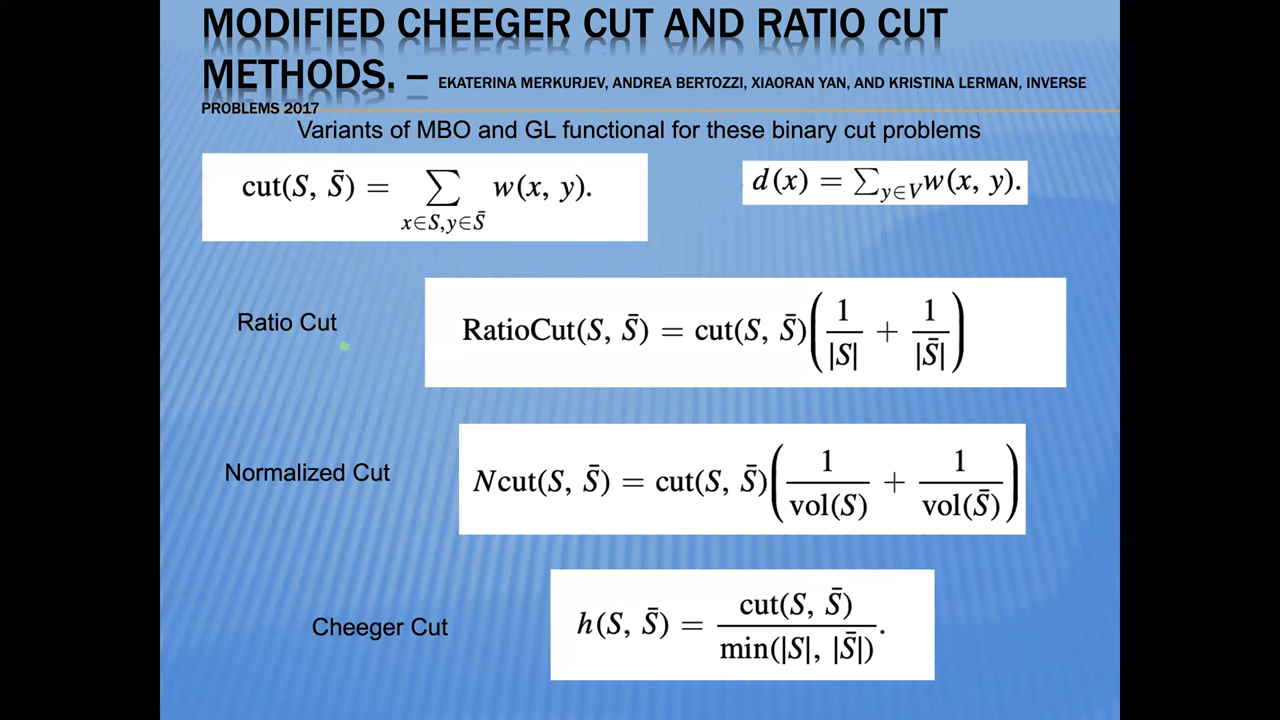 MODIFIED CHEEGER CUT AND RATIO CUT
METHODS. – EKATERINA MERKURJEV, ANDREA BERTOZZI, XIAORAN YAN, AND KRISTINA LERMAN, INVERSE
PROBLEMS 2017
Variants of MBO and GL functional for these binary cut problems
cut(S, S̄) = ∑_{x∈S,y∈S̄} w(x, y).
d(x) = ∑_{y∈V} w(x, y).
Ratio Cut
RatioCut(S, S̄) = cut(S, S̄)(1/|S| + 1/|S̄|)
Normalized Cut
Ncut(S, S̄) = cut(S, S̄)(1/vol(S) + 1/vol(S̄))
Cheeger Cut
h(S, S̄) = cut(S, S̄)/min(|S|, |S̄|).